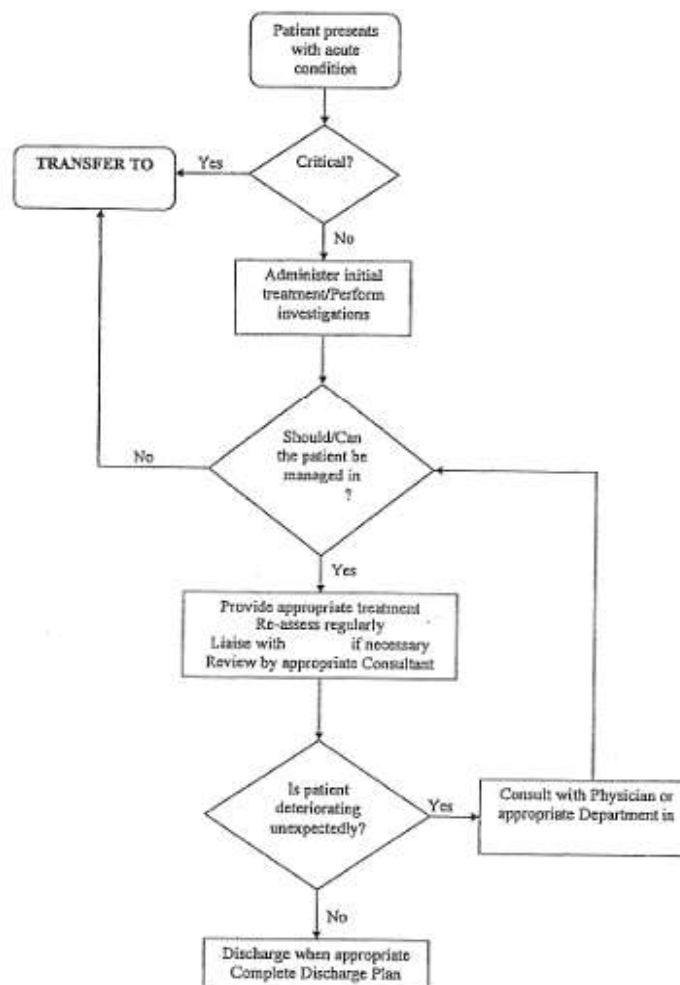 Patient presents
with acute
condition
Critical?
Yes
TRANSFER TO
No
Administer initial
treatment/Perform
investigations
Should/Can
the patient be
managed in
?
No
Yes
Provide appropriate treatment
Re-assess regularly
Liaise with if necessary
Review by appropriate Consultant
Is patient
deteriorating
unexpectedly?
Yes
Consult with Physician or
appropriate Department in
No
Discharge when appropriate
Complete Discharge Plan